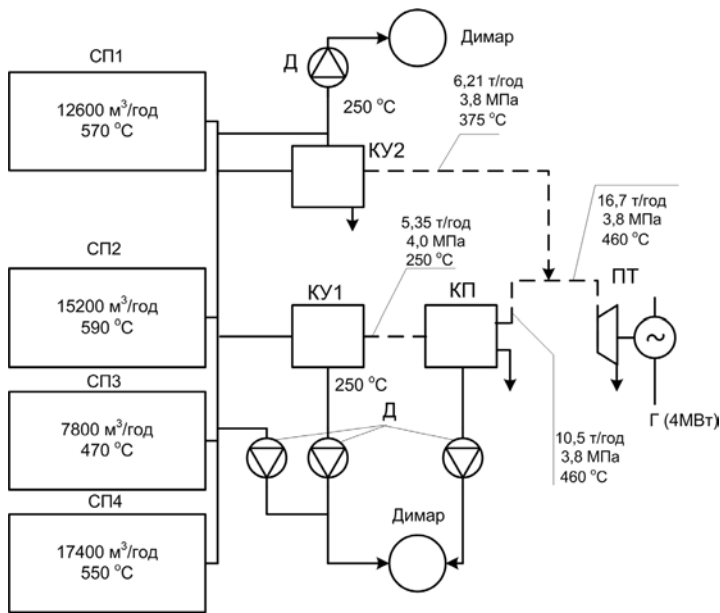 СП1
12600 м³/год
570 °C
Д
Димар
250 °C
6,21 т/год
3,8 МПа
375 °C
КУ2
16,7 т/год
3,8 МПа
460 °C
СП2
15200 м³/год
590 °C
КУ1
5,35 т/год
4,0 МПа
250 °C
КП
ПТ
~
250 °C
СП3
7800 м³/год
470 °C
Д
Г (4МВт)
10,5 т/год
3,8 МПа
460 °C
СП4
17400 м³/год
550 °C
Димар